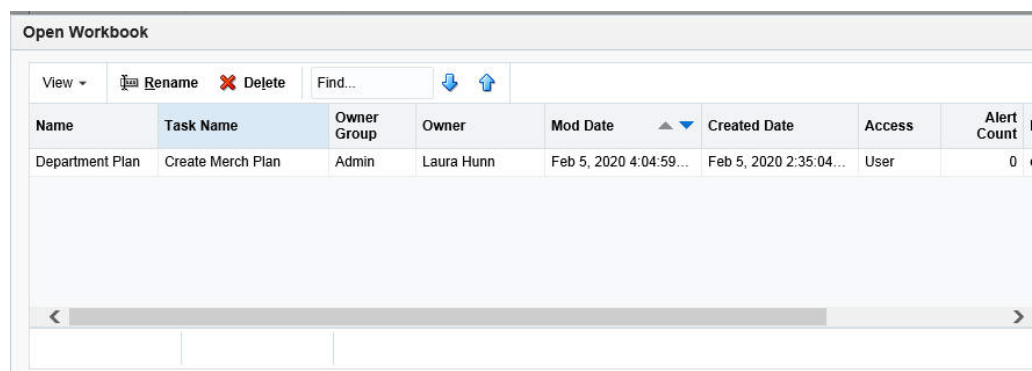 Open Workbook
View Rename Delete Find...
Name Task Name Owner Group Owner Mod Date Created Date Access Alert Count
Department Plan Create Merch Plan Admin Laura Hunn Feb 5, 2020 4:04:59... Feb 5, 2020 2:35:04... User 0